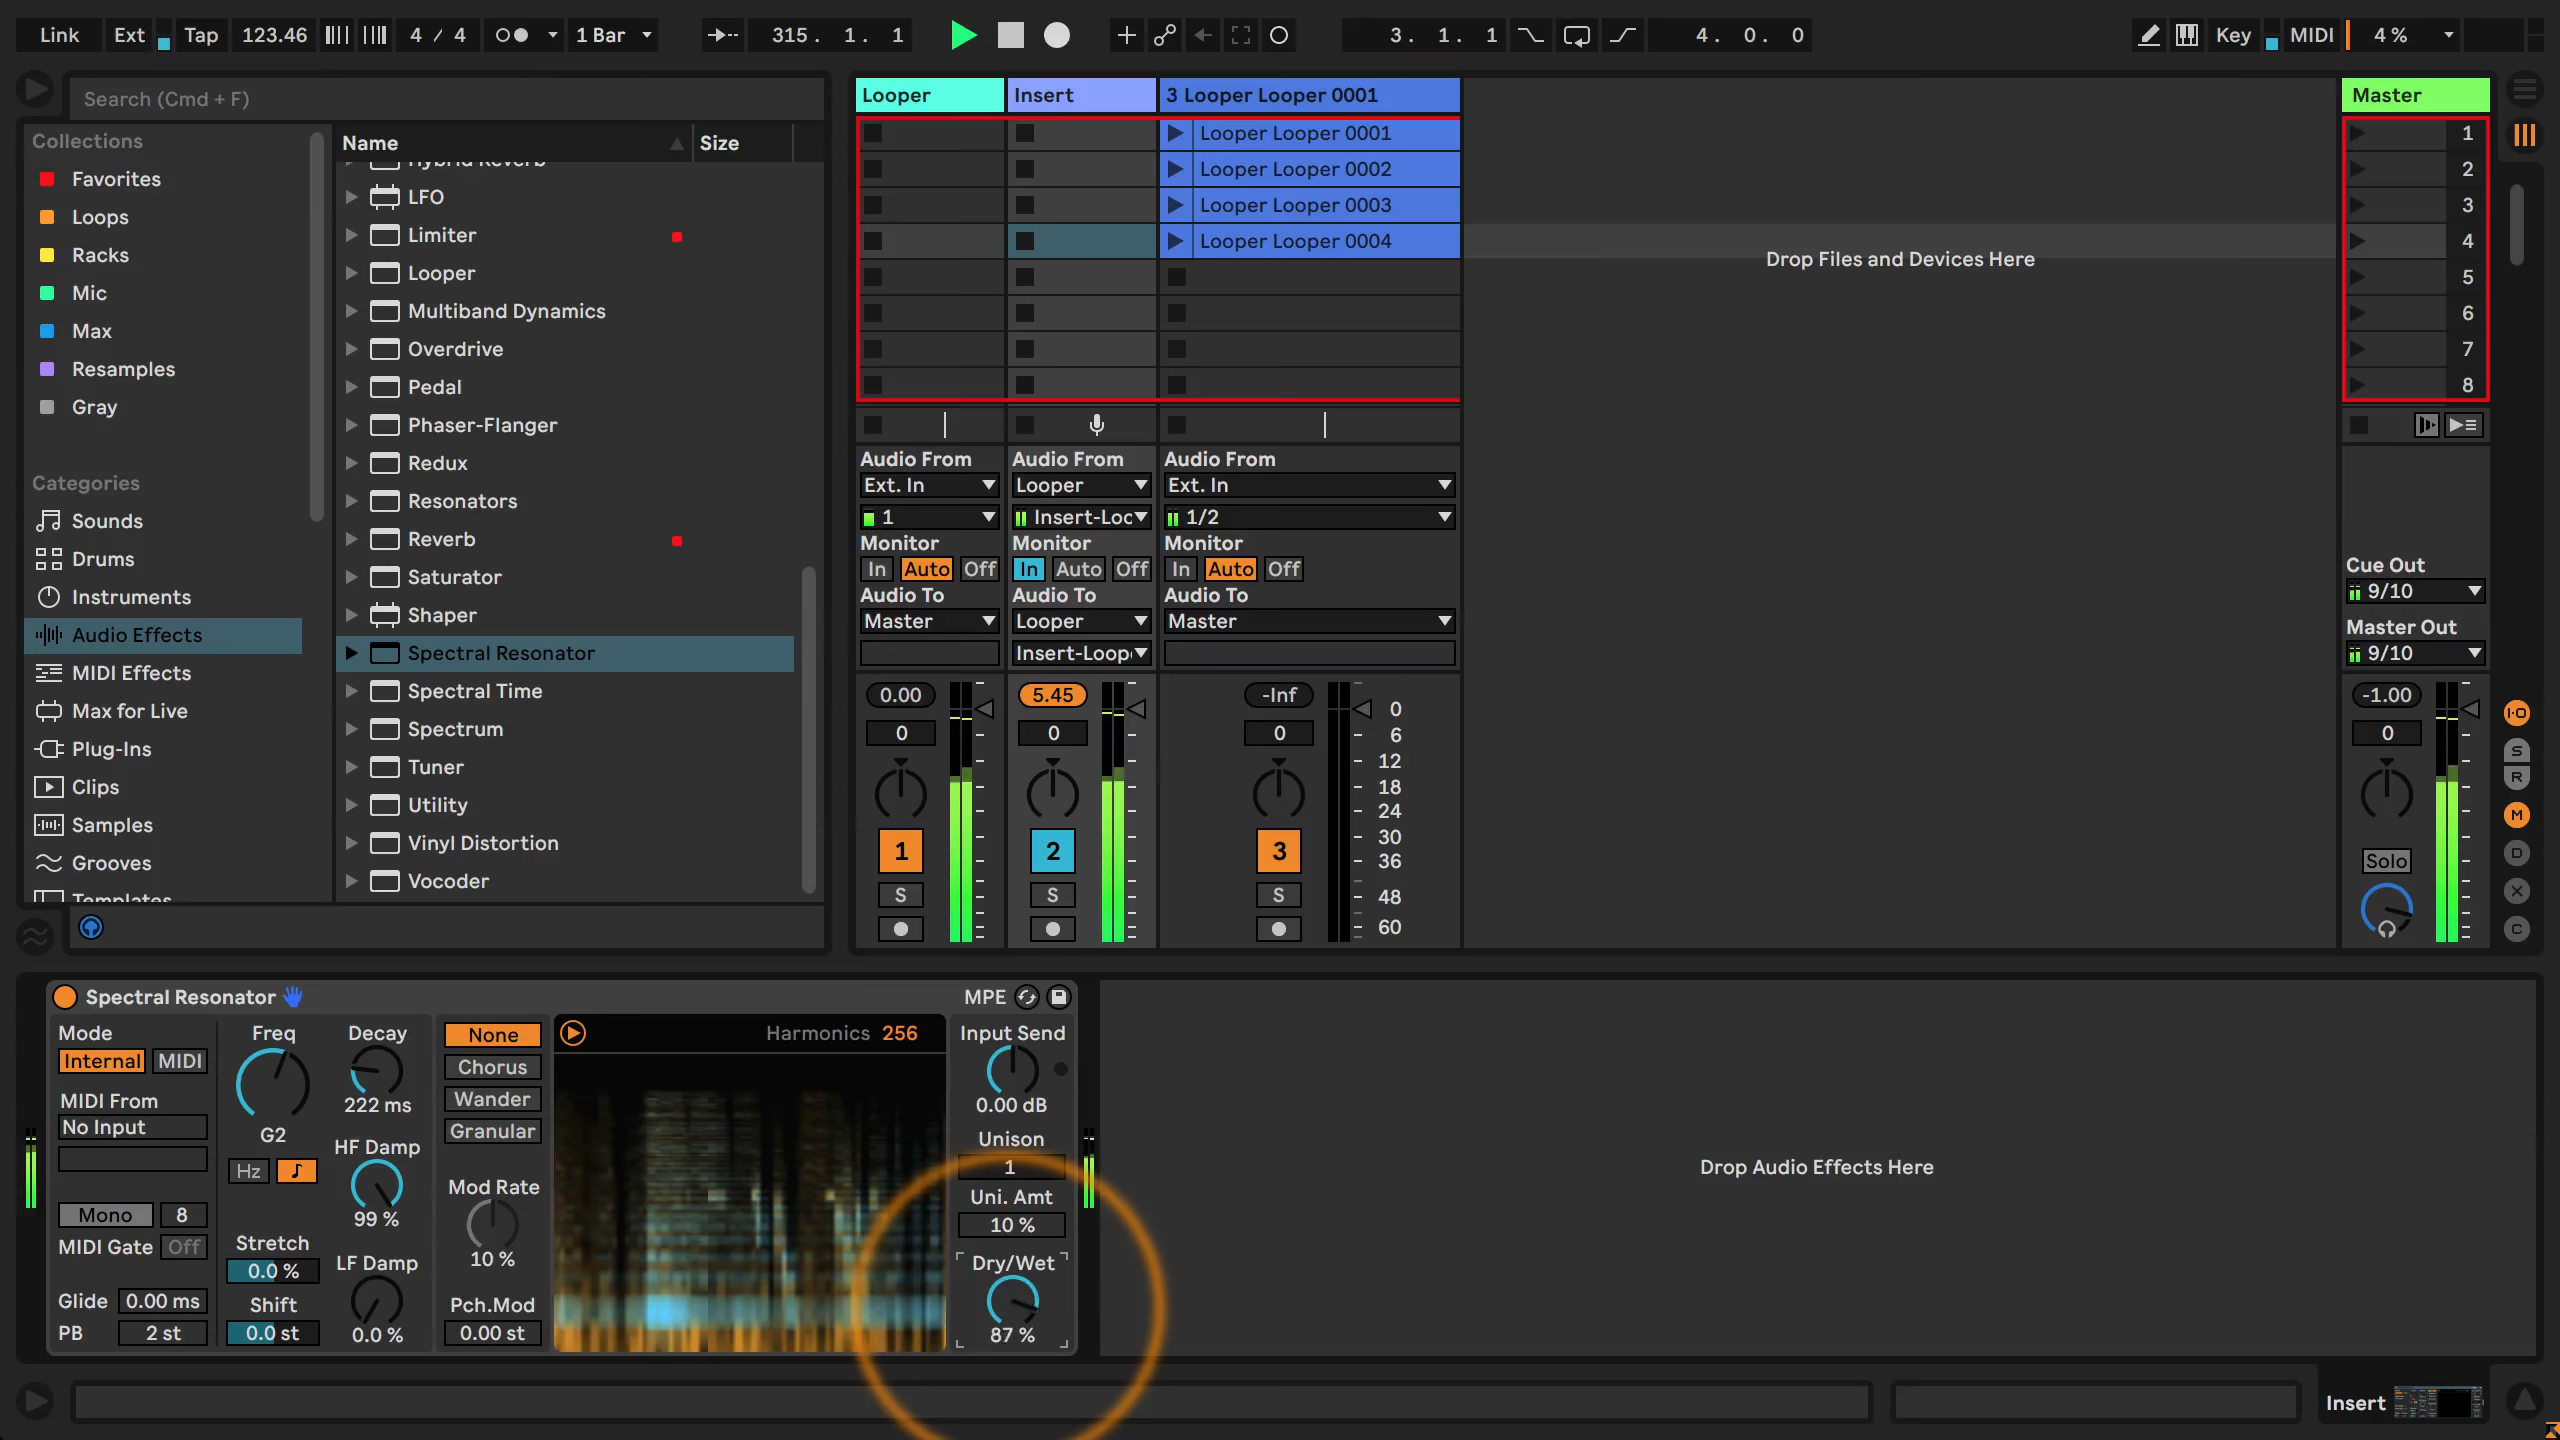 Link Ext Tap 123.46 4 / 4 1 Bar 315. 1. 1 3. 1. 1 4. 0. 0 Key MIDI 4 %
Search (Cmd + F)
Collections
Favorites
Loops
Racks
Mic
Max
Resamples
Gray
Categories
Sounds
Drums
Instruments
Audio Effects
MIDI Effects
Max for Live
Plug-Ins
Clips
Samples
Grooves
Templates
Name Size
Hybrid Reverb
LFO
Limiter
Looper
Multiband Dynamics
Overdrive
Pedal
Phaser-Flanger
Redux
Resonators
Reverb
Saturator
Shaper
Spectral Resonator
Spectral Time
Spectrum
Tuner
Utility
Vinyl Distortion
Vocoder
Looper Insert 3 Looper Looper 0001 Master
Looper Looper 0001 1
Looper Looper 0002 2
Looper Looper 0003 3
Looper Looper 0004 4
Drop Files and Devices Here
5
6
7
8
Audio From Audio From Audio From
Ext. In Looper Ext. In
1 Insert-Loo 1/2
Monitor Monitor Monitor
In Auto Off In Auto Off In Auto Off
Audio To Audio To Audio To
Master Looper Master
Insert-Loop
Cue Out
9/10
Master Out
9/10
0.00 5.45 -Inf -1.00
0 0 0 0
0
6
12
18
24
30
36
48
60
1 2 3 Solo
S S S
I·O
S
R
M
D
X
C
Spectral Resonator MPE
Mode
Internal MIDI
MIDI From
No Input
Mono 8
MIDI Gate Off
Glide 0.00 ms
PB 2 st
Freq
G2
Hz
Stretch
0.0 %
Shift
0.0 st
Decay
222 ms
HF Damp
99 %
LF Damp
0.0 %
None
Chorus
Wander
Granular
Mod Rate
10 %
Pch.Mod
0.00 st
Harmonics 256
Input Send
0.00 dB
Unison
1
Uni. Amt
10 %
Dry/Wet
87 %
Drop Audio Effects Here
Insert